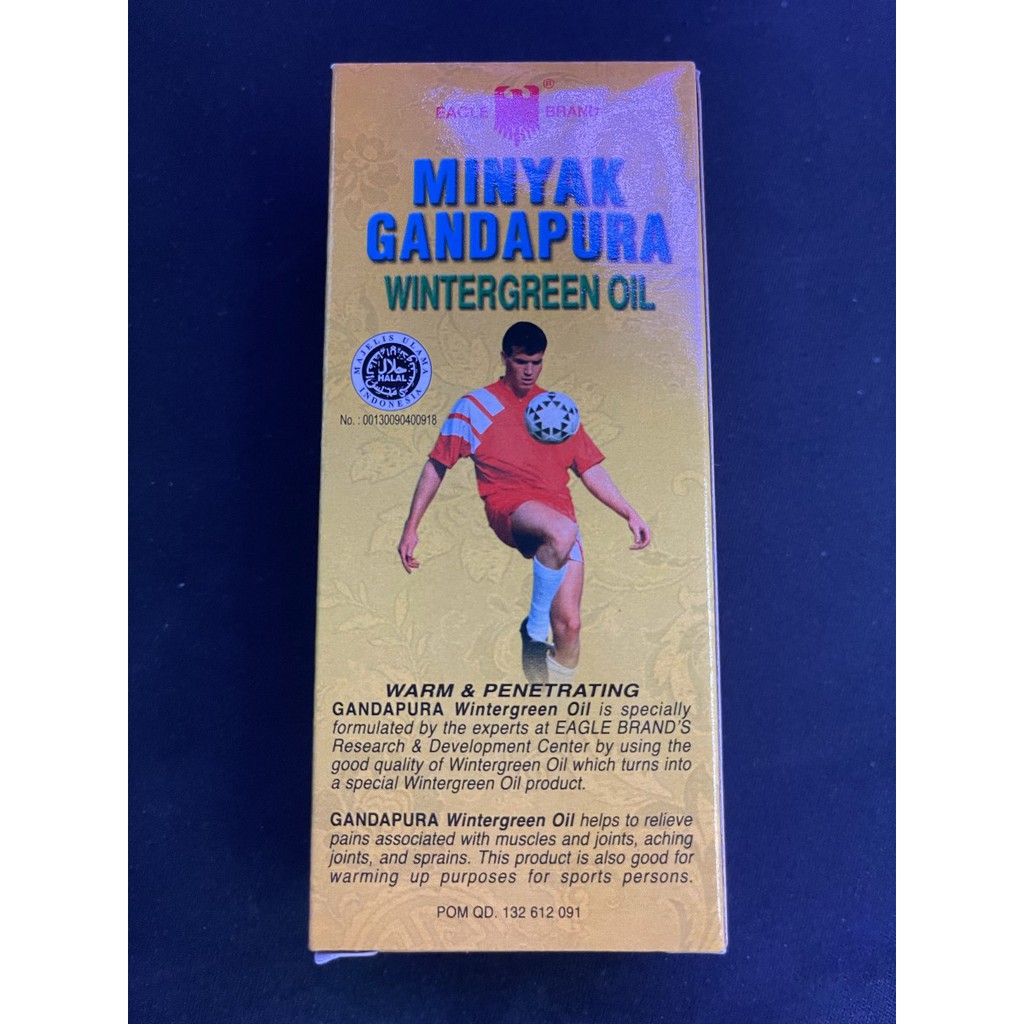 EAGLE BRAND ®
MINYAK
GANDAPURA
WINTERGREEN OIL
MAJELIS ULAMA
حلال
HALAL
INDONESIA
No. : 00130090400918
WARM & PENETRATING
GANDAPURA Wintergreen Oil is specially
formulated by the experts at EAGLE BRAND'S
Research & Development Center by using the
good quality of Wintergreen Oil which turns into
a special Wintergreen Oil product.
GANDAPURA Wintergreen Oil helps to relieve
pains associated with muscles and joints, aching
joints, and sprains. This product is also good for
warming up purposes for sports persons.
POM QD. 132 612 091